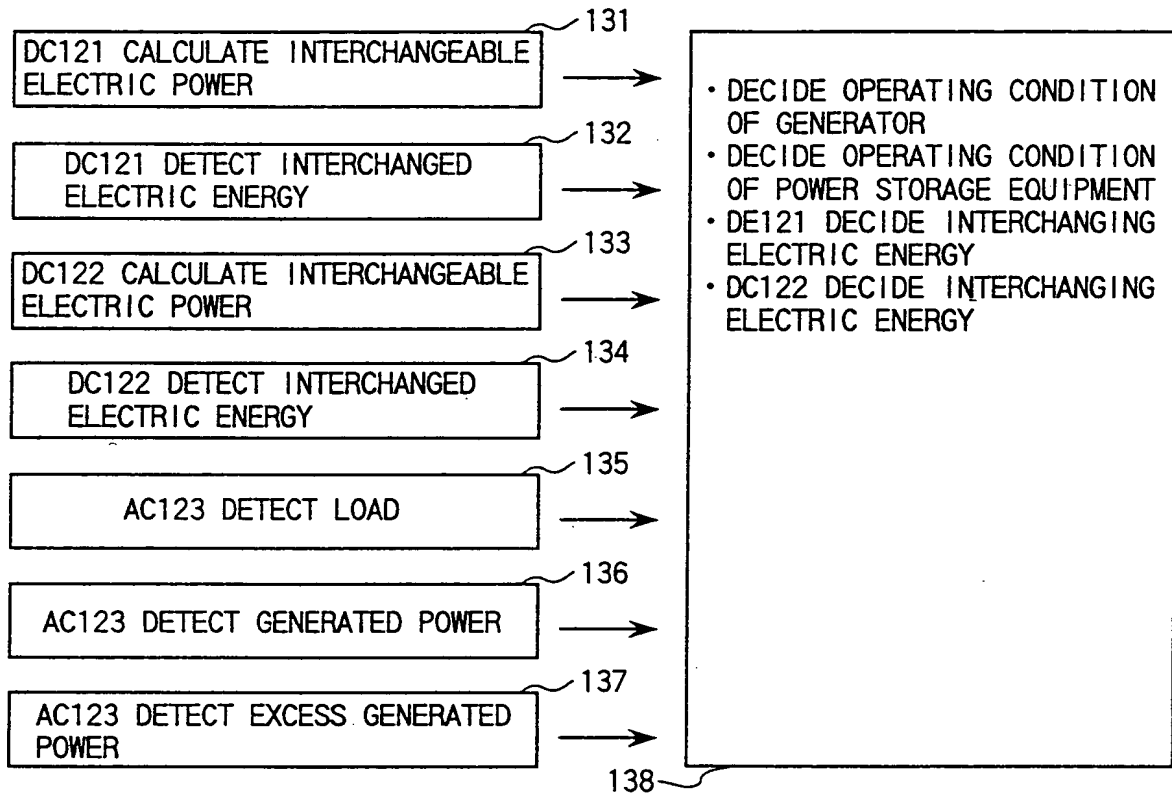 131
DC121 CALCULATE INTERCHANGEABLE
ELECTRIC POWER
132
DC121 DETECT INTERCHANGED
ELECTRIC ENERGY
133
DC122 CALCULATE INTERCHANGEABLE
ELECTRIC POWER
134
DC122 DETECT INTERCHANGED
ELECTRIC ENERGY
135
AC123 DETECT LOAD
136
AC123 DETECT GENERATED POWER
137
AC123 DETECT EXCESS GENERATED
POWER
・DECIDE OPERATING CONDITION
OF GENERATOR
・DECIDE OPERATING CONDITION
OF POWER STORAGE EQUIPMENT
・DE121 DECIDE INTERCHANGING
ELECTRIC ENERGY
・DC122 DECIDE INTERCHANGING
ELECTRIC ENERGY
138